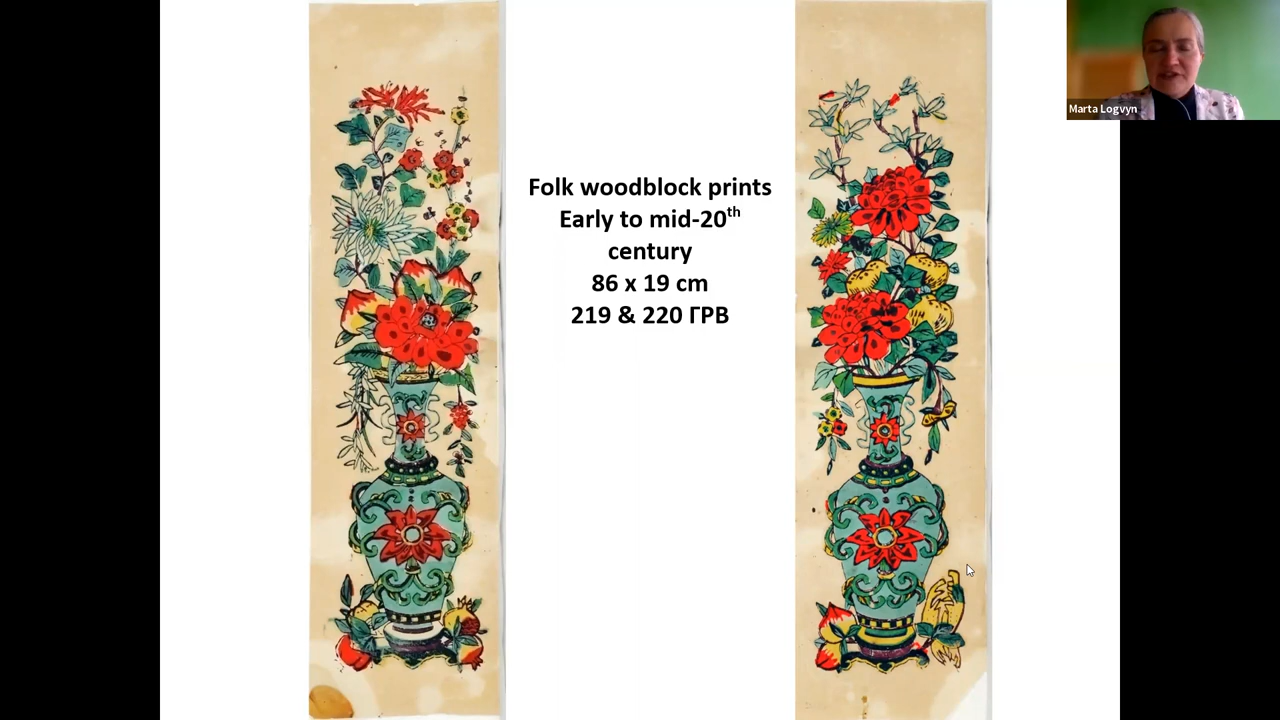 Folk woodblock prints
Early to mid-20th
century
86 x 19 cm
219 & 220 ГРВ
Marta Logvyn